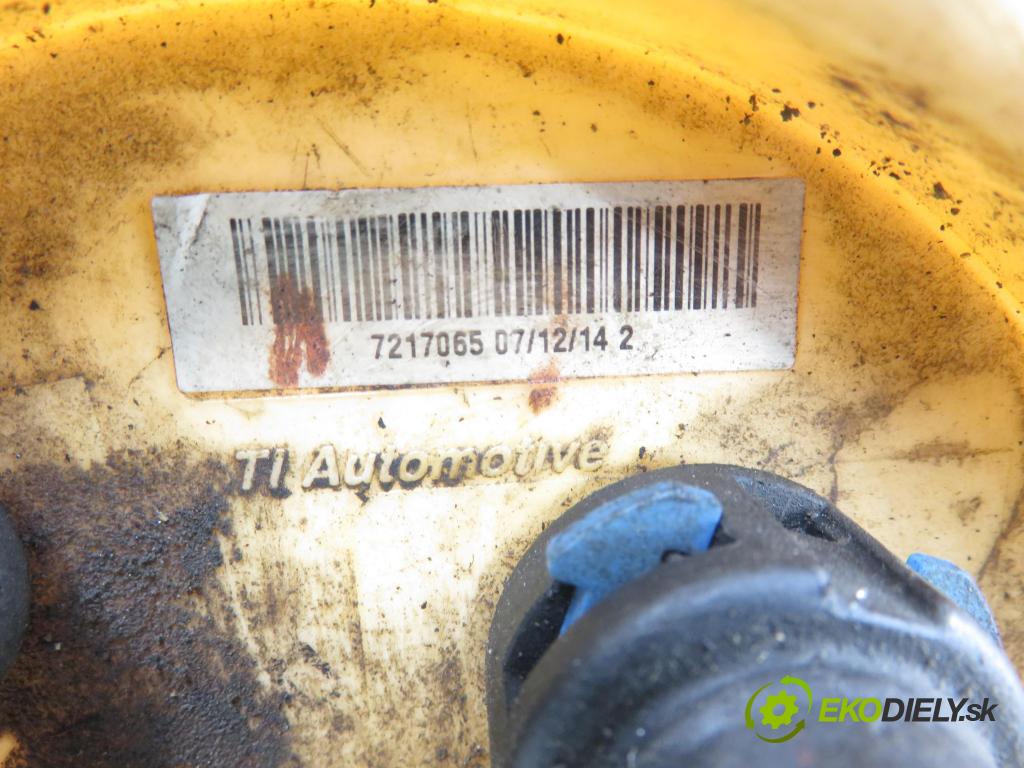 7217065 07/12/14 2
TI Automotive
EKODIELY.sk